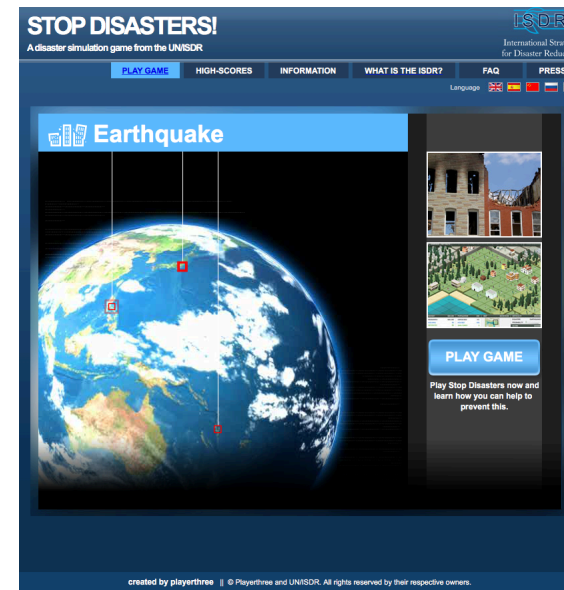 STOP DISASTERS!
A disaster simulation game from the UN/ISDR
ISDR
International Stra
for Disaster Reduc
PLAY GAME HIGH-SCORES INFORMATION WHAT IS THE ISDR? FAQ PRESS
Language
Earthquake
PLAY GAME
Play Stop Disasters now and
learn how you can help to
prevent this.
created by playerthree || © Playerthree and UN/ISDR. All rights reserved by their respective owners.